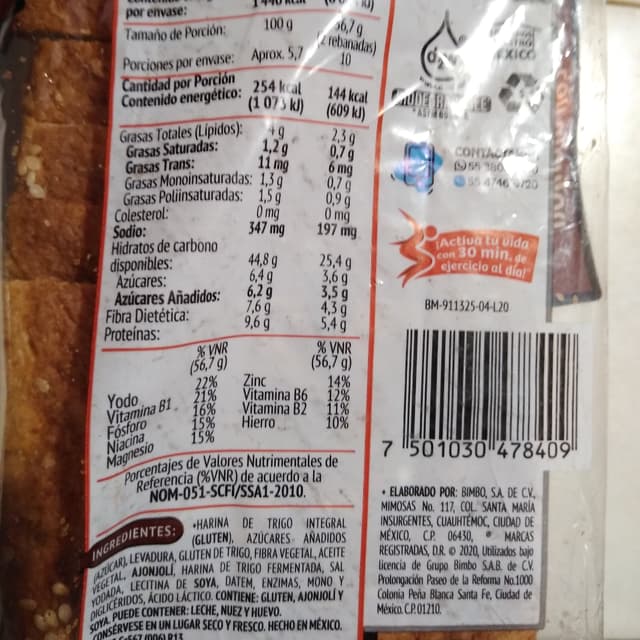 por envase:
Tamaño de Porción: 100 g 56,7 g
(2 rebanadas)
Porciones por envase: Aprox. 5,7 10
Cantidad por Porción
Contenido energético: 254 kcal 144 kcal
(1 073 kJ) (609 kJ)
Grasas Totales (Lípidos): 4 g 2,3 g
Grasas Saturadas: 1,2 g 0,7 g
Grasas Trans: 11 mg 6 mg
Grasas Monoinsaturadas: 1,3 g 0,7 g
Grasas Poliinsaturadas: 1,5 g 0,9 g
Colesterol: 0 mg 0 mg
Sodio: 347 mg 197 mg
Hidratos de carbono
disponibles: 44,8 g 25,4 g
Azúcares: 6,4 g 3,6 g
Azúcares Añadidos: 6,2 g 3,5 g
Fibra Dietética: 7,6 g 4,3 g
Proteínas: 9,6 g 5,4 g
% VNR % VNR
(56,7 g) (56,7 g)
Yodo 22% Zinc 14%
Vitamina B1 21% Vitamina B6 12%
Fósforo 16% Vitamina B2 11%
Niacina 15% Hierro 10%
Magnesio 15%
Porcentajes de Valores Nutrimentales de
Referencia (%VNR) de acuerdo a la
NOM-051-SCFI/SSA1-2010.
INGREDIENTES: •HARINA DE TRIGO INTEGRAL
(GLUTEN), AZÚCARES AÑADIDOS
(AZÚCAR), LEVADURA, GLUTEN DE TRIGO, FIBRA VEGETAL, ACEITE
VEGETAL, AJONJOLÍ, HARINA DE TRIGO FERMENTADA, SAL
YODADA, LECITINA DE SOYA, DATEM, ENZIMAS, MONO Y
DIGLICÉRIDOS, ÁCIDO LÁCTICO. CONTIENE: GLUTEN, AJONJOLÍ Y
SOYA. PUEDE CONTENER: LECHE, NUEZ Y HUEVO.
CONSÉRVESE EN UN LUGAR SECO Y FRESCO. HECHO EN MÉXICO.
¡Activa tu vida
con 30 min. de
ejercicio al día!
BM-911325-04-L20
7 501030 478409
• ELABORADO POR: BIMBO, S.A. DE C.V.,
MIMOSAS No. 117, COL. SANTA MARÍA
INSURGENTES, CUAUHTÉMOC, CIUDAD DE
MÉXICO, C.P. 06430, ® MARCAS
REGISTRADAS, D.R. © 2020, Utilizados bajo
licencia de Grupo Bimbo S.A.B. de C.V.
Prolongación Paseo de la Reforma No.1000
Colonia Peña Blanca Santa Fe, Ciudad de
México. C.P. 01210.